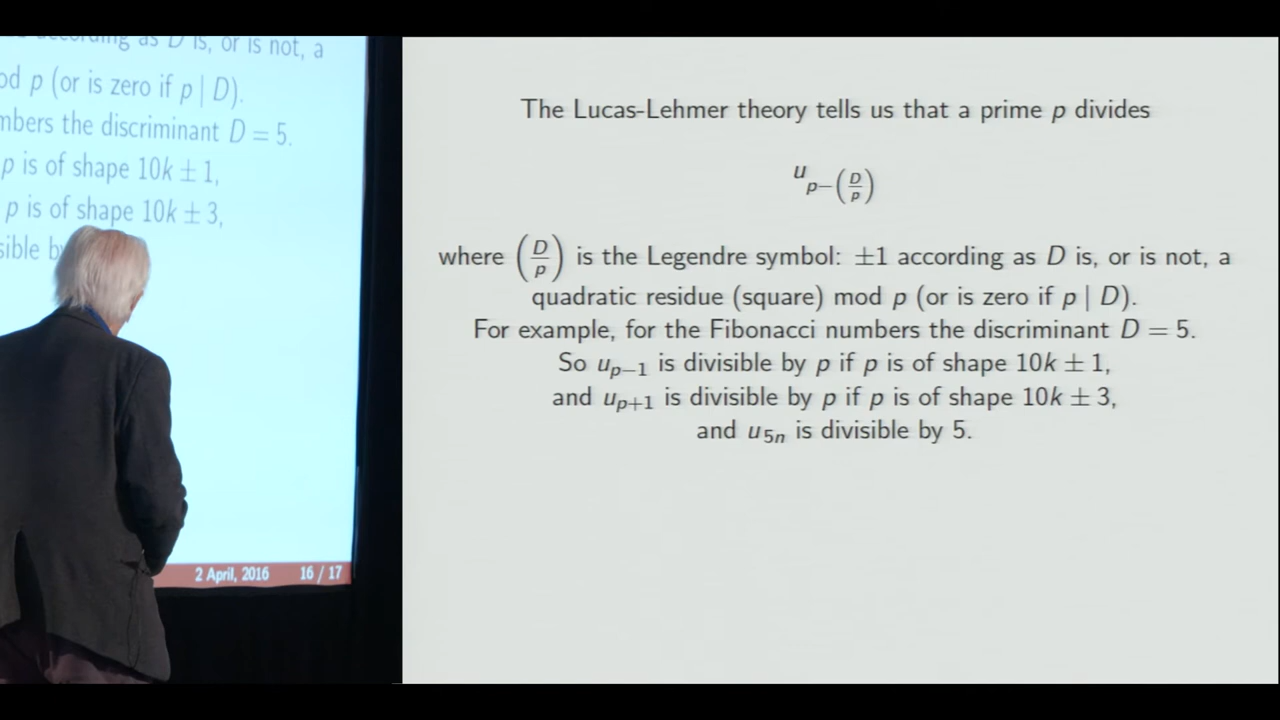 according as D is, or is not, a
od p (or is zero if p | D).
mbers the discriminant D = 5.
p is of shape 10k ± 1,
p is of shape 10k ± 3,
sible by
2 April, 2016 16 / 17
The Lucas-Lehmer theory tells us that a prime p divides
u_{p−(D/p)}
where (D/p) is the Legendre symbol: ±1 according as D is, or is not, a
quadratic residue (square) mod p (or is zero if p | D).
For example, for the Fibonacci numbers the discriminant D = 5.
So u_{p−1} is divisible by p if p is of shape 10k ± 1,
and u_{p+1} is divisible by p if p is of shape 10k ± 3,
and u_{5n} is divisible by 5.